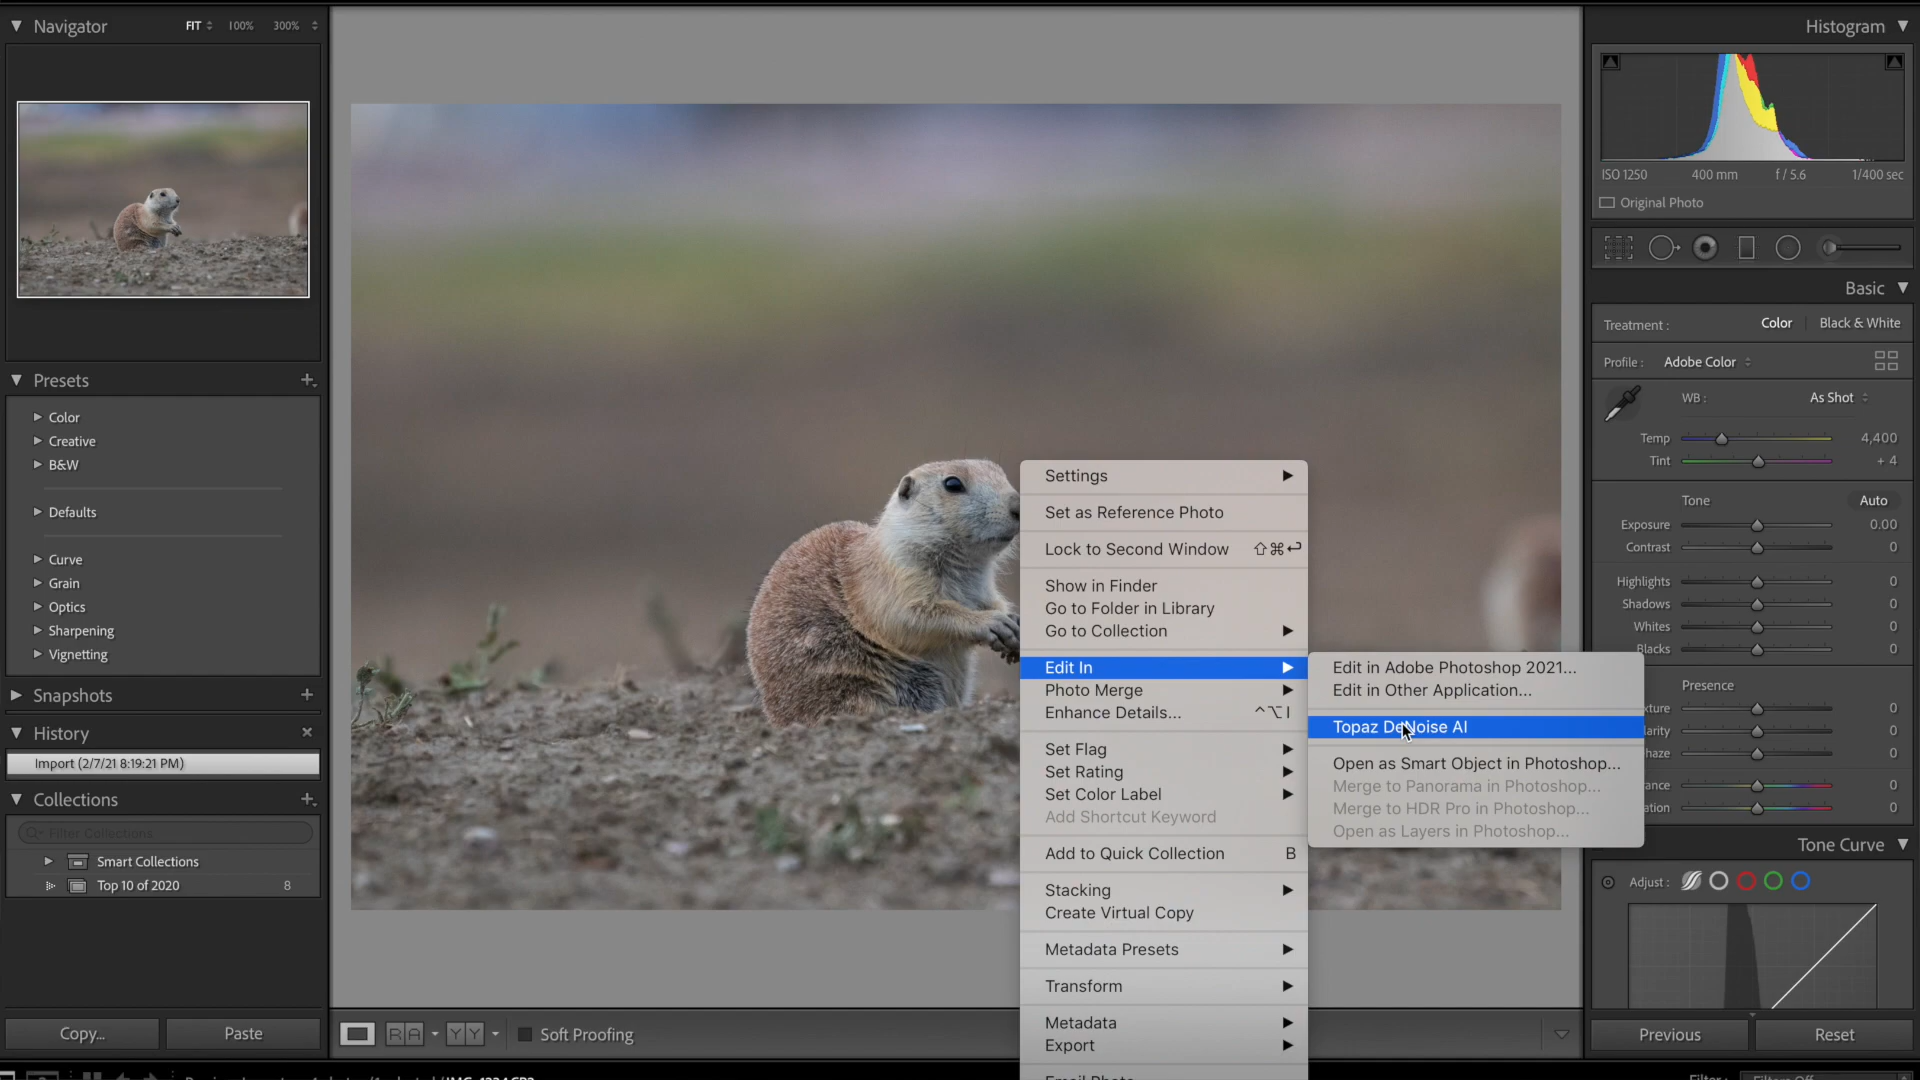 Navigator
FIT 100% 300%
Presets
Color
Creative
B&W
Defaults
Curve
Grain
Optics
Sharpening
Vignetting
Snapshots
History
Import (2/7/21 8:19:21 PM)
Collections
Filter Collections
Smart Collections
Top 10 of 2020 8
Copy... Paste
RA YY Soft Proofing
Settings
Set as Reference Photo
Lock to Second Window ⇧⌘↩
Show in Finder
Go to Folder in Library
Go to Collection
Edit In
Photo Merge
Enhance Details... ^⌥I
Set Flag
Set Rating
Set Color Label
Add Shortcut Keyword
Add to Quick Collection B
Stacking
Create Virtual Copy
Metadata Presets
Transform
Metadata
Export
Edit in Adobe Photoshop 2021...
Edit in Other Application...
Topaz DeNoise AI
Open as Smart Object in Photoshop...
Merge to Panorama in Photoshop...
Merge to HDR Pro in Photoshop...
Open as Layers in Photoshop...
Histogram
ISO 1250 400 mm f / 5.6 1/400 sec
Original Photo
Basic
Treatment : Color Black & White
Profile : Adobe Color
WB : As Shot
Temp 4,400
Tint + 4
Tone Auto
Exposure 0.00
Contrast 0
Highlights 0
Shadows 0
Whites 0
Blacks 0
Presence
xture 0
larity 0
haze 0
ance 0
ation 0
Tone Curve
Adjust :
Previous Reset